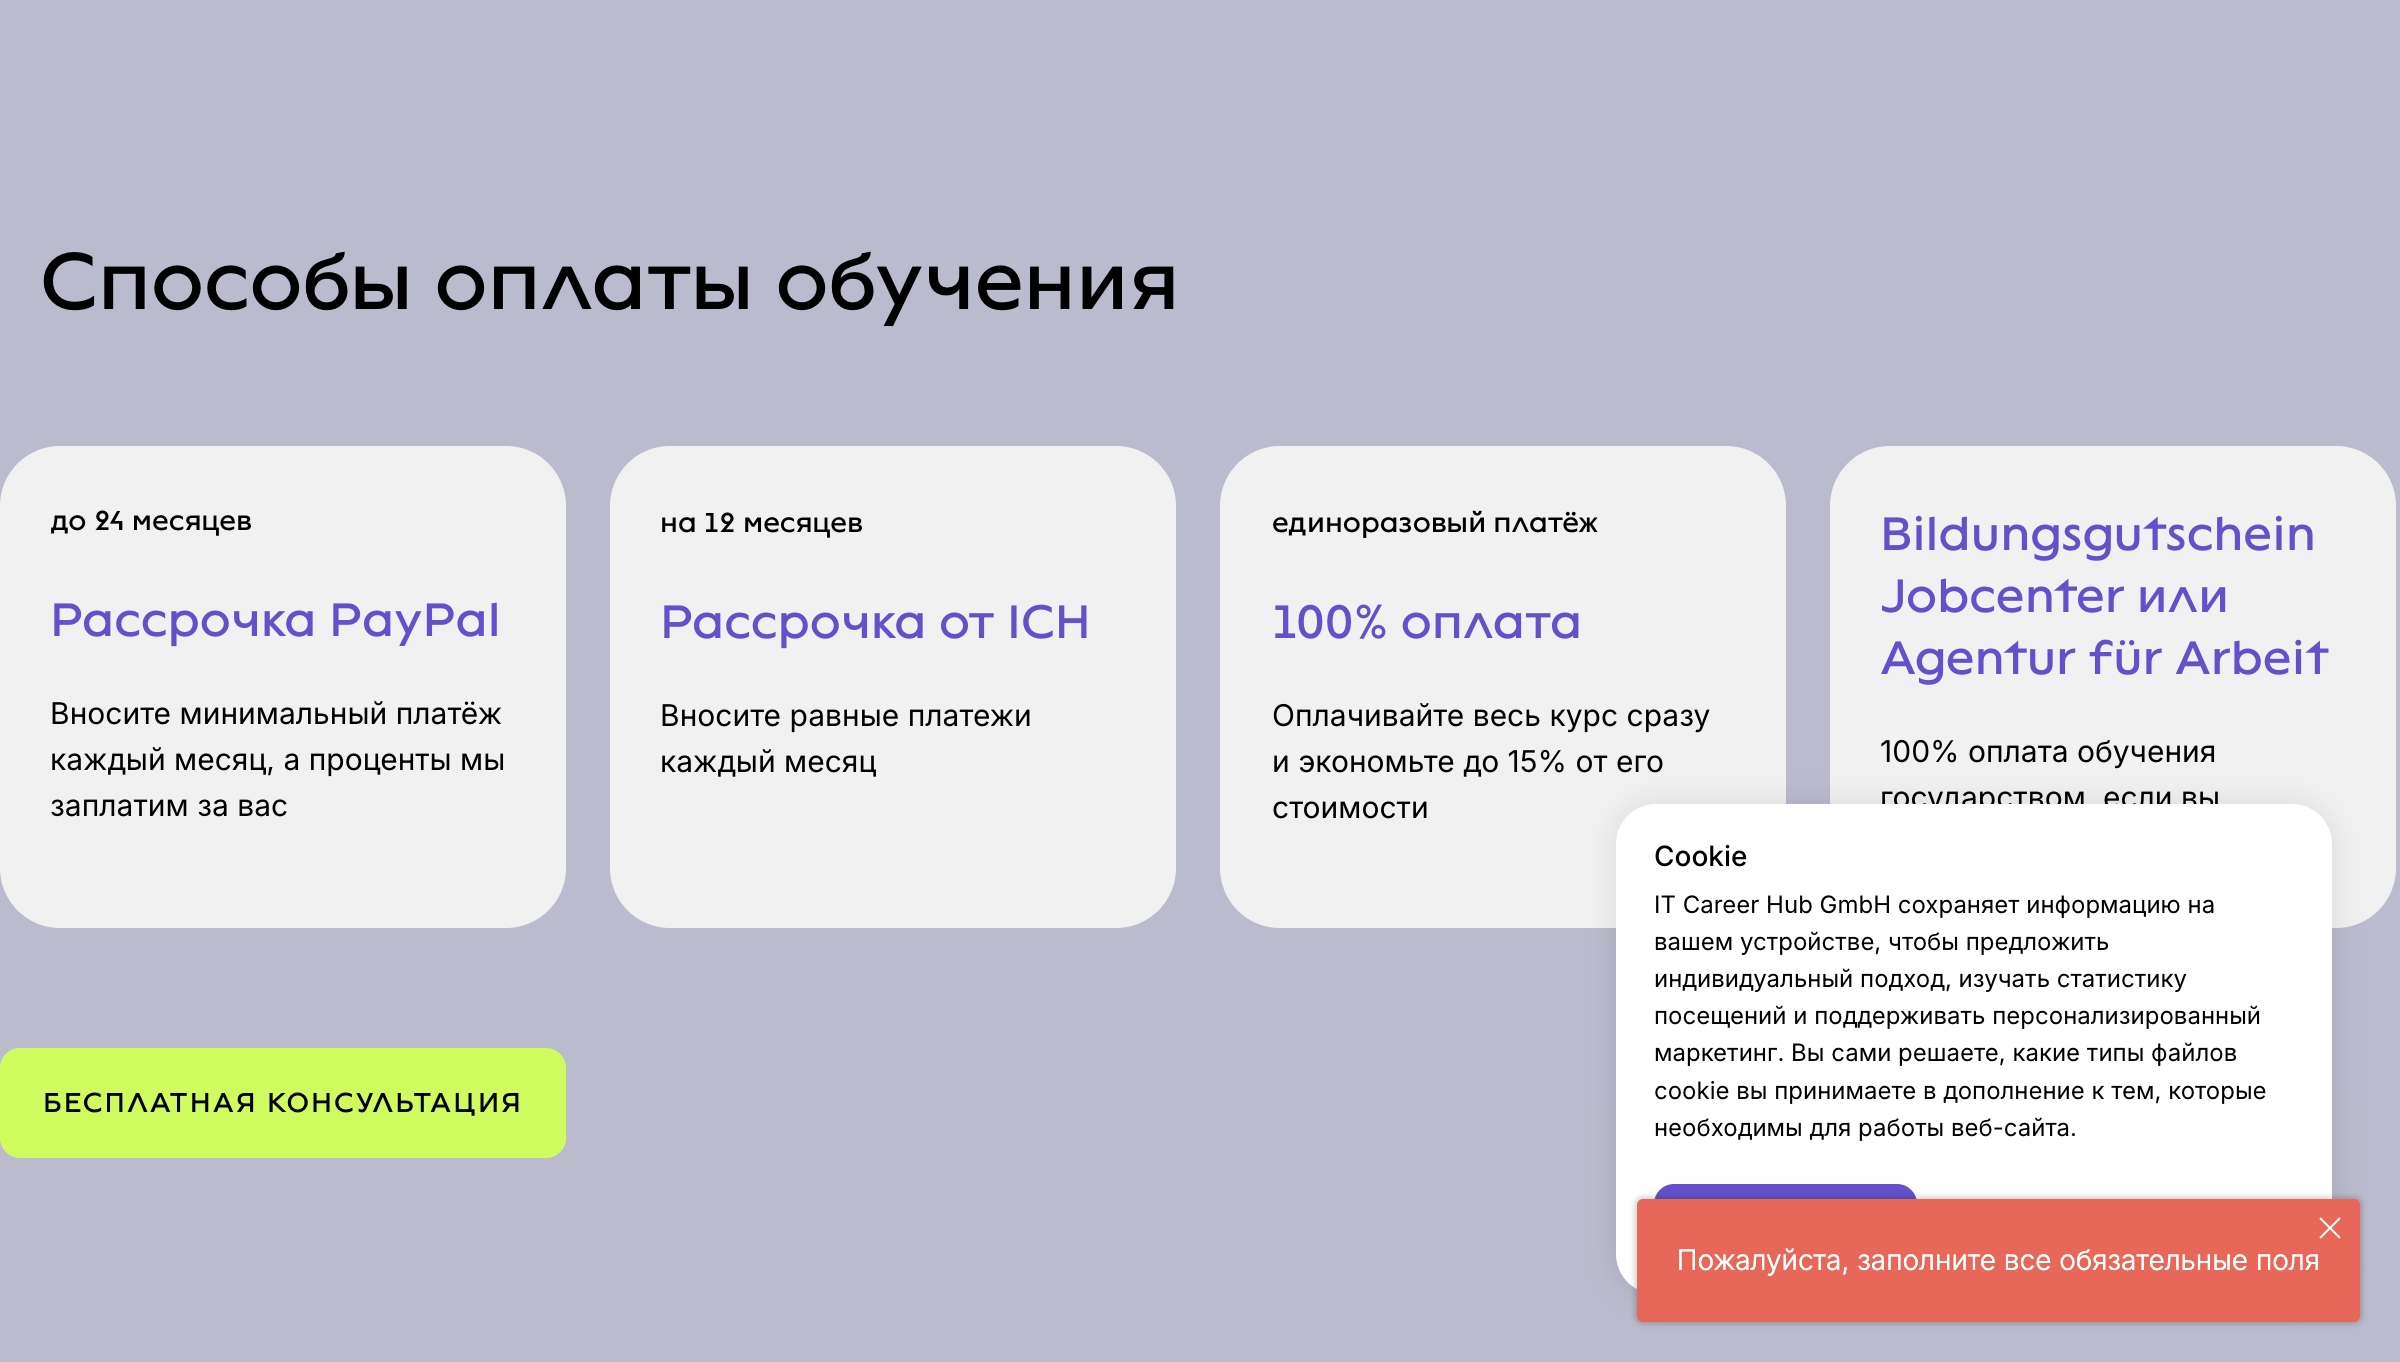 Способы оплаты обучения
до 24 месяцев
Рассрочка PayPal
Вносите минимальный платёж
каждый месяц, а проценты мы
заплатим за вас
на 12 месяцев
Рассрочка от ICH
Вносите равные платежи
каждый месяц
единоразовый платёж
100% оплата
Оплачивайте весь курс сразу
и экономьте до 15% от его
стоимости
Bildungsgutschein
Jobcenter или
Agentur für Arbeit
100% оплата обучения
государством, если вы
БЕСПЛАТНАЯ КОНСУЛЬТАЦИЯ
Cookie
IT Career Hub GmbH сохраняет информацию на
вашем устройстве, чтобы предложить
индивидуальный подход, изучать статистику
посещений и поддерживать персонализированный
маркетинг. Вы сами решаете, какие типы файлов
cookie вы принимаете в дополнение к тем, которые
необходимы для работы веб-сайта.
Пожалуйста, заполните все обязательные поля